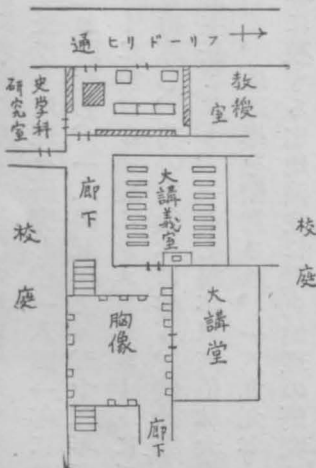 通ヒリードリフ
教授室
史学科研究室
大講義室
廊下
校庭
校庭
大講堂
胸像
廊下